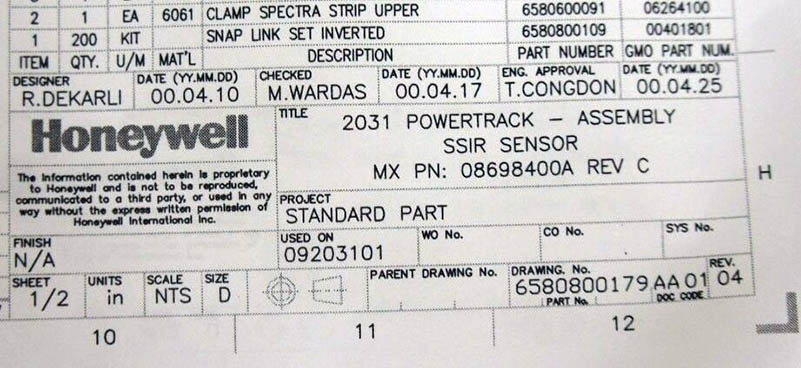 2 1 EA 6061 CLAMP SPECTRA STRIP UPPER 6580600091 06264100
1 200 KIT SNAP LINK SET INVERTED 6580800109 00401801
ITEM QTY. U/M MAT'L DESCRIPTION PART NUMBER GMO PART NUM.
DESIGNER DATE (YY.MM.DD) CHECKED DATE (YY.MM.DD) ENG. APPROVAL DATE (YY.MM.DD)
R.DEKARLI 00.04.10 M.WARDAS 00.04.17 T.CONGDON 00.04.25
Honeywell
The information contained herein is proprietary
to Honeywell and is not to be reproduced,
communicated to a third party, or used in any
way without the express written permission of
Honeywell International Inc.
TITLE
2031 POWERTRACK - ASSEMBLY
SSIR SENSOR
MX PN: 08698400A REV C
H
PROJECT
STANDARD PART
FINISH
N/A
USED ON WO No. CO No. SYS No.
09203101
SHEET UNITS SCALE SIZE PARENT DRAWING No. DRAWING. No. REV.
1/2 in NTS D 6580800179 AA 01 04
PART No. DOC CODE
10 11 12